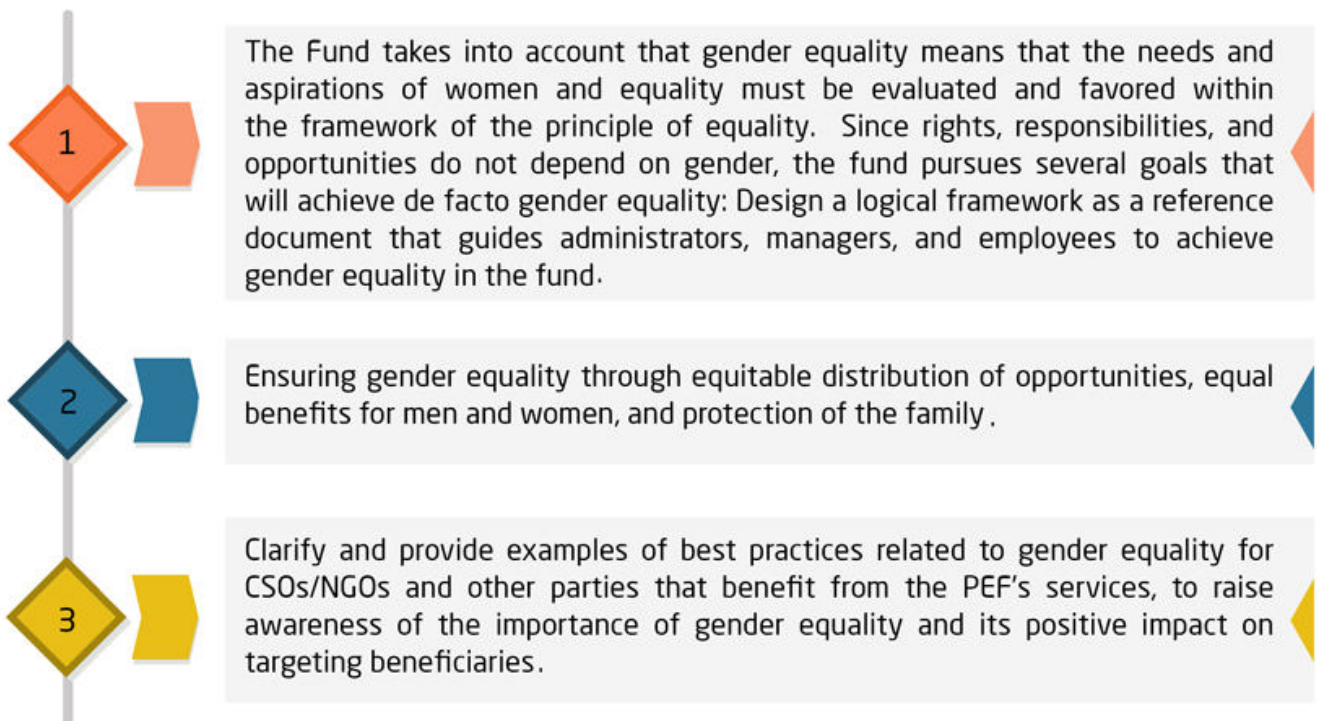 1
The Fund takes into account that gender equality means that the needs and
aspirations of women and equality must be evaluated and favored within
the framework of the principle of equality. Since rights, responsibilities, and
opportunities do not depend on gender, the fund pursues several goals that
will achieve de facto gender equality: Design a logical framework as a reference
document that guides administrators, managers, and employees to achieve
gender equality in the fund.
2
Ensuring gender equality through equitable distribution of opportunities, equal
benefits for men and women, and protection of the family.
3
Clarify and provide examples of best practices related to gender equality for
CSOs/NGOs and other parties that benefit from the PEF's services, to raise
awareness of the importance of gender equality and its positive impact on
targeting beneficiaries.